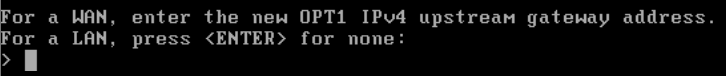 For a WAN, enter the new OPT1 IPv4 upstream gateway address.
For a LAN, press <ENTER> for none:
>